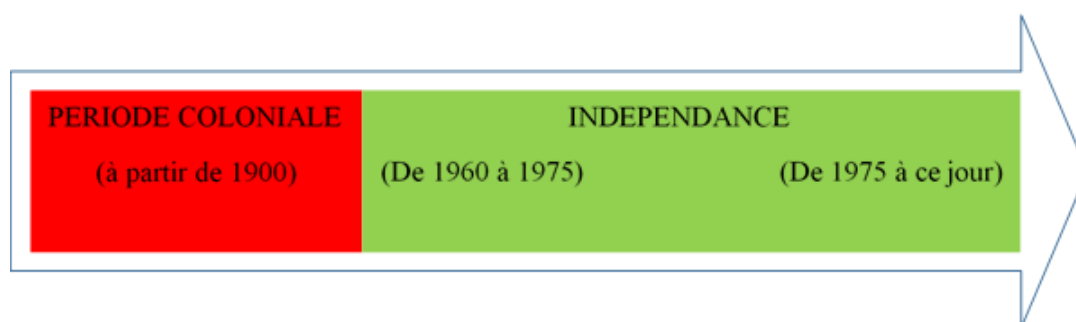 PERIODE COLONIALE
(à partir de 1900)
INDEPENDANCE
(De 1960 à 1975)
(De 1975 à ce jour)